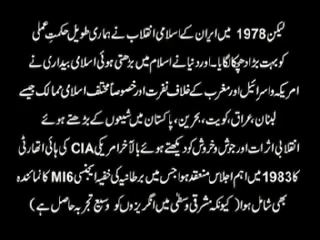 لیکن 1978 میں ایران کے اسلامی انقلاب نے ہماری طویل حکمتِ عملی
کو بہت بڑا دھچکا لگایا۔ اور دنیائے اسلام میں بڑھتی ہوئی اسلامی بیداری نے
امریکہ واسرائیل اور مغرب کے خلاف نفرت اور خصوصاً مختلف اسلامی ممالک جیسے
لبنان، عراق، کویت، بحرین، پاکستان میں شیعوں کے بڑھتے ہوئے
انقلابی اثرات اور جوش وخروش کو دیکھتے ہوئے بالآخر امریکی CIA کی ہائی اتھارٹی
کا 1983 میں اہم اجلاس منعقد ہوا جس میں برطانیہ کی خفیہ ایجنسی MI6 کا نمائندہ
بھی شامل ہوا (کیونکہ مشرقِ وسطیٰ میں انگریزوں کو وسیع تجربہ حاصل ہے)